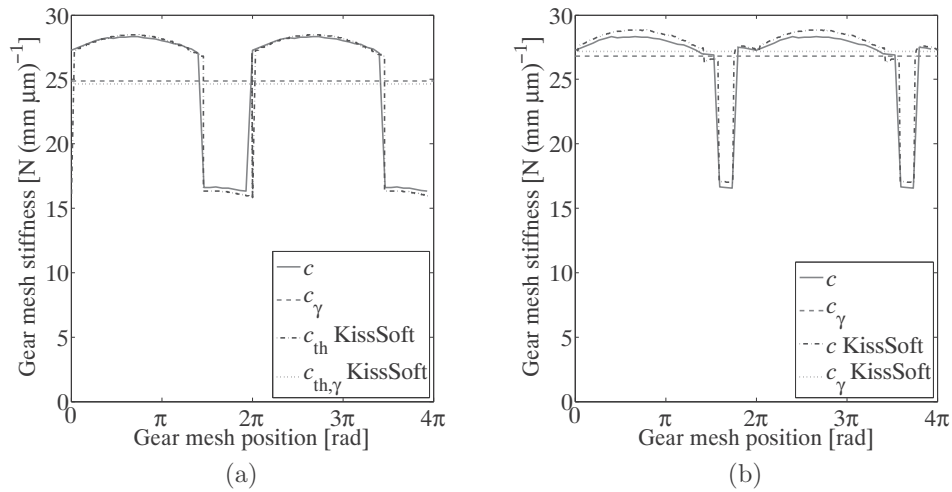 Gear mesh stiffness [N (mm μm)⁻¹]
30
25
20
15
10
5
0
c
c_γ
c_th KissSoft
c_th,γ KissSoft
0 π 2π 3π 4π
Gear mesh position [rad]
(a)
Gear mesh stiffness [N (mm μm)⁻¹]
30
25
20
15
10
5
0
c
c_γ
c KissSoft
c_γ KissSoft
0 π 2π 3π 4π
Gear mesh position [rad]
(b)